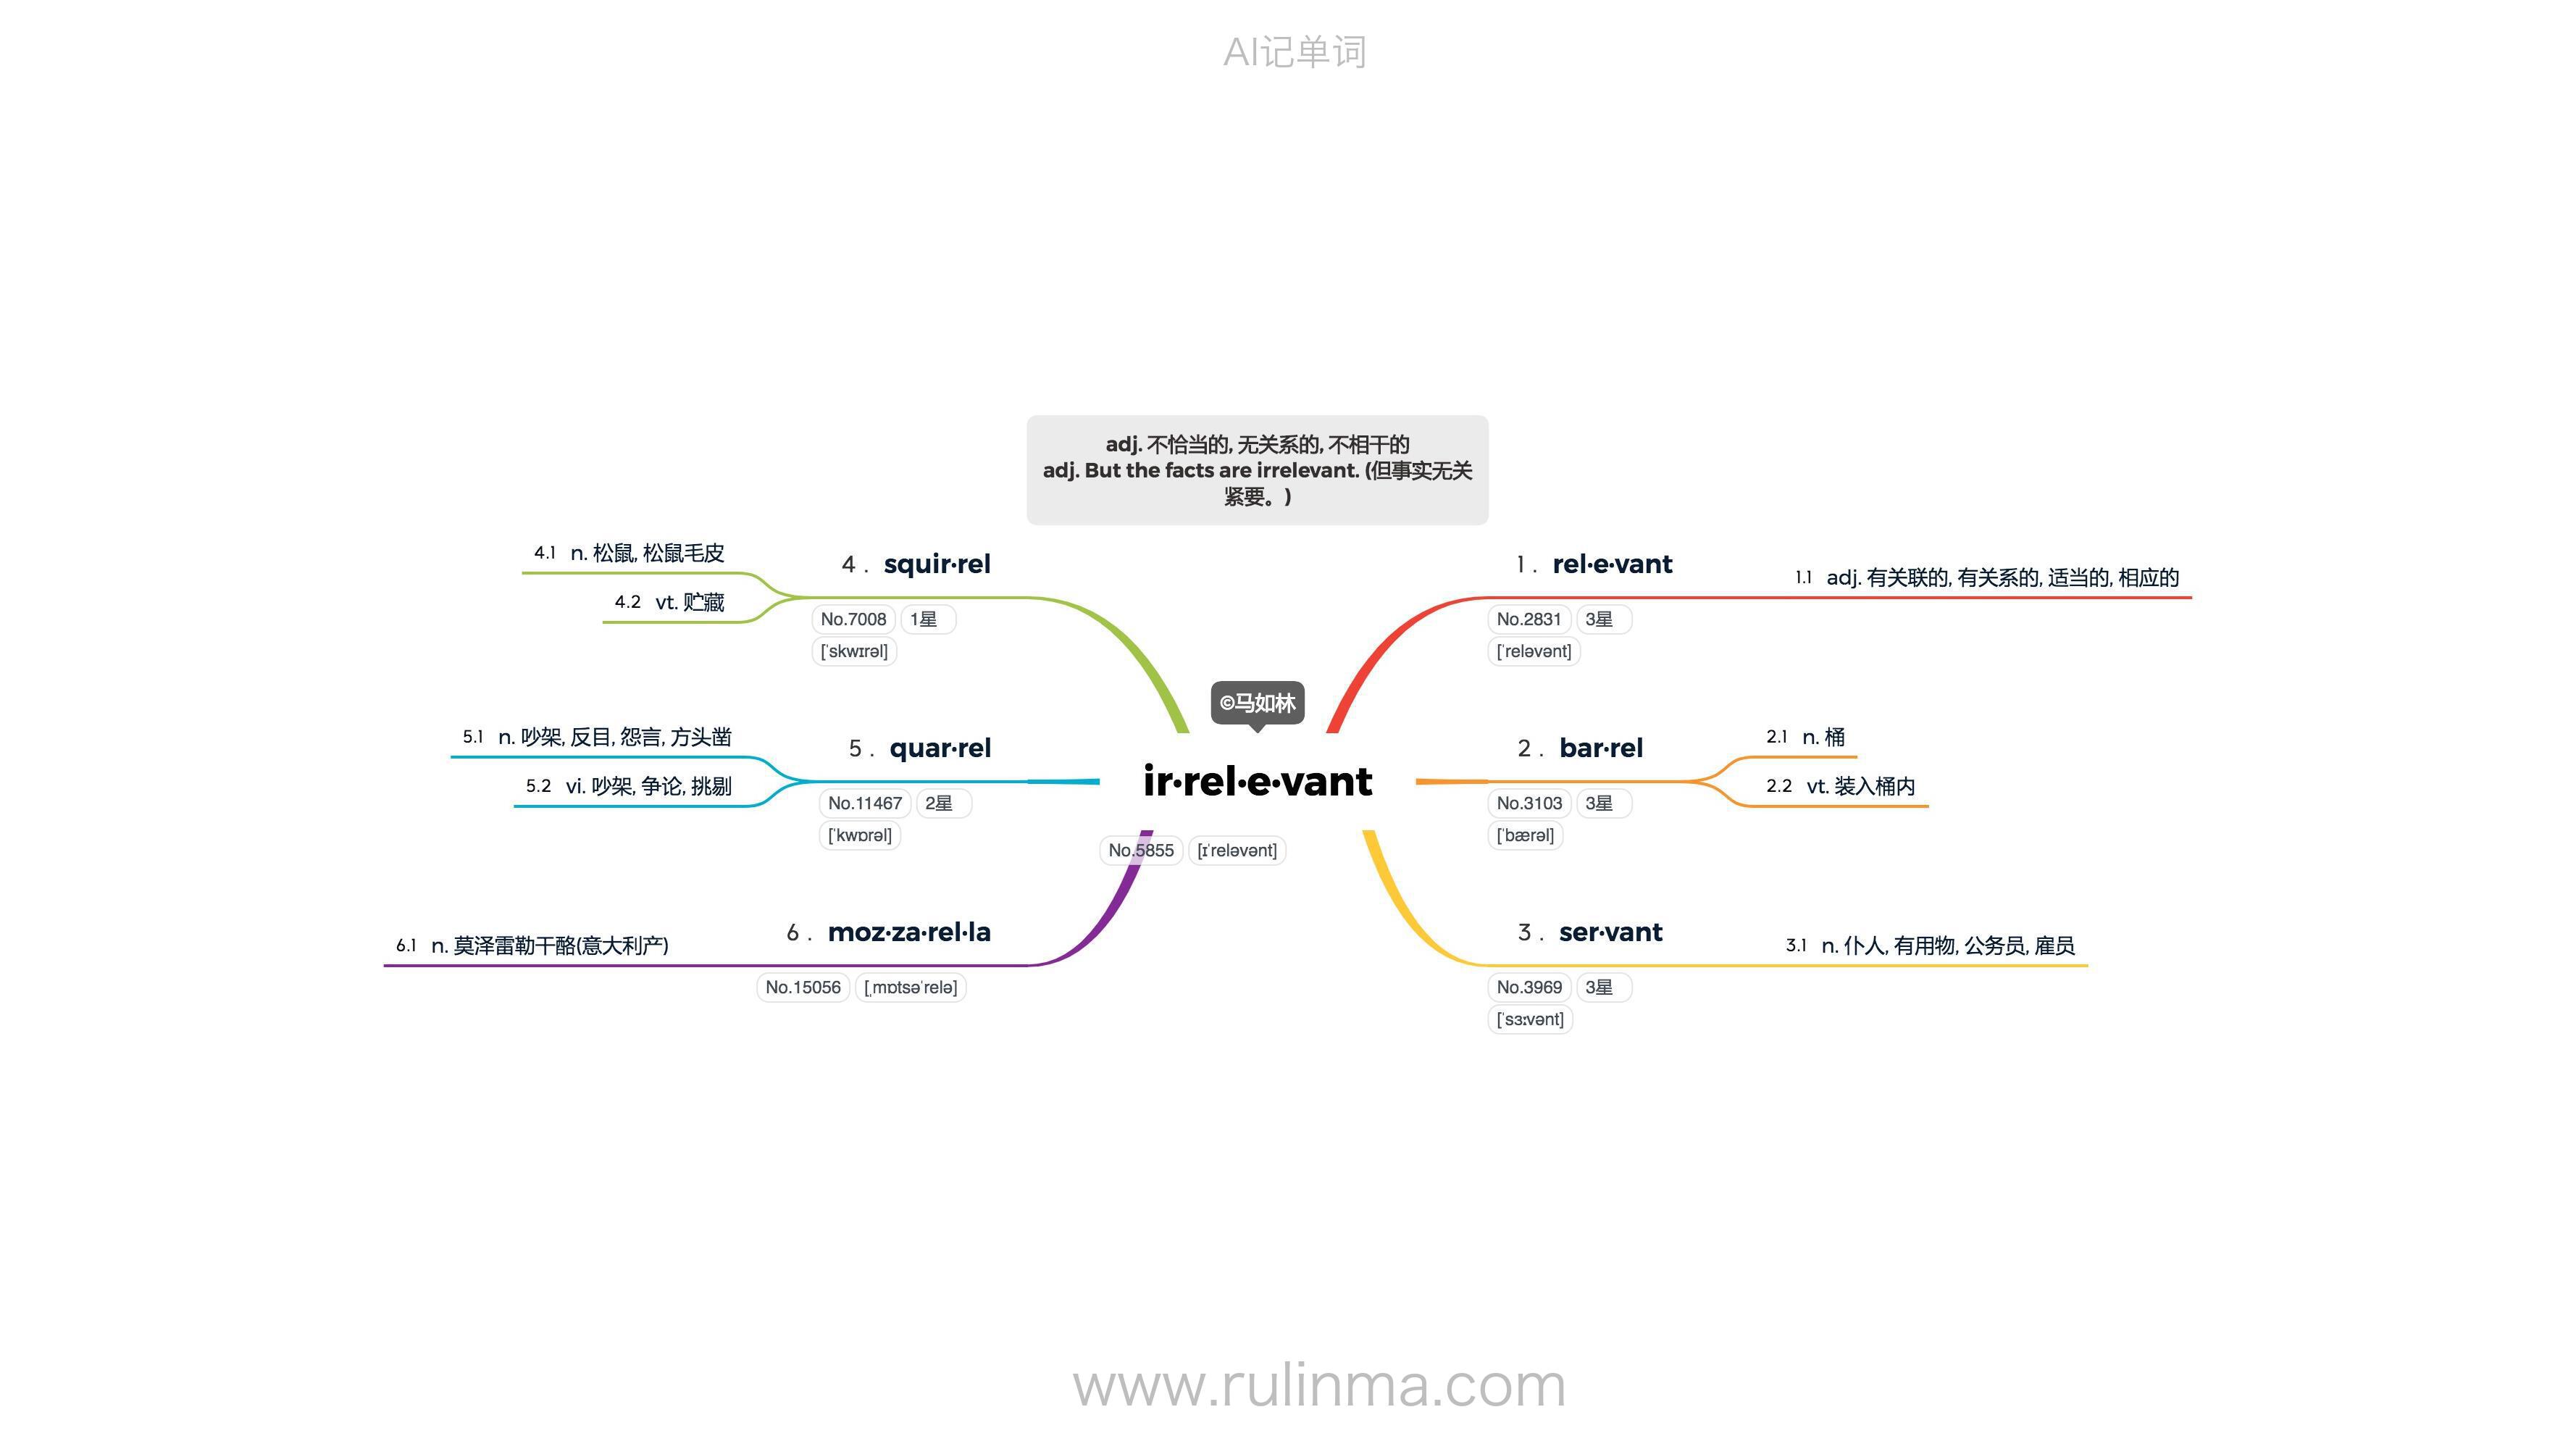 AI记单词
adj. 不恰当的, 无关系的, 不相干的
adj. But the facts are irrelevant. (但事实无关
紧要。)
©马如林
ir·rel·e·vant
No.5855 [ɪˈreləvənt]
1 . rel·e·vant
No.2831 3星
[ˈreləvənt]
1.1 adj. 有关联的, 有关系的, 适当的, 相应的
2 . bar·rel
No.3103 3星
[ˈbærəl]
2.1 n. 桶
2.2 vt. 装入桶内
3 . ser·vant
No.3969 3星
[ˈsɜːvənt]
3.1 n. 仆人, 有用物, 公务员, 雇员
4 . squir·rel
No.7008 1星
[ˈskwɪrəl]
4.1 n. 松鼠, 松鼠毛皮
4.2 vt. 贮藏
5 . quar·rel
No.11467 2星
[ˈkwɒrəl]
5.1 n. 吵架, 反目, 怨言, 方头凿
5.2 vi. 吵架, 争论, 挑剔
6 . moz·za·rel·la
No.15056 [ˌmɒtsəˈrelə]
6.1 n. 莫泽雷勒干酪(意大利产)
www.rulinma.com